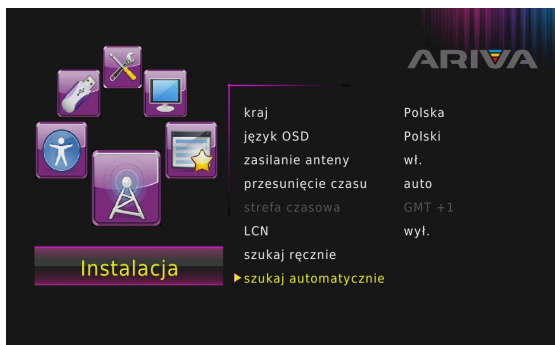 ARIVA
kraj Polska
język OSD Polski
zasilanie anteny wł.
przesunięcie czasu auto
strefa czasowa GMT +1
LCN wył.
szukaj ręcznie
szukaj automatycznie
Instalacja